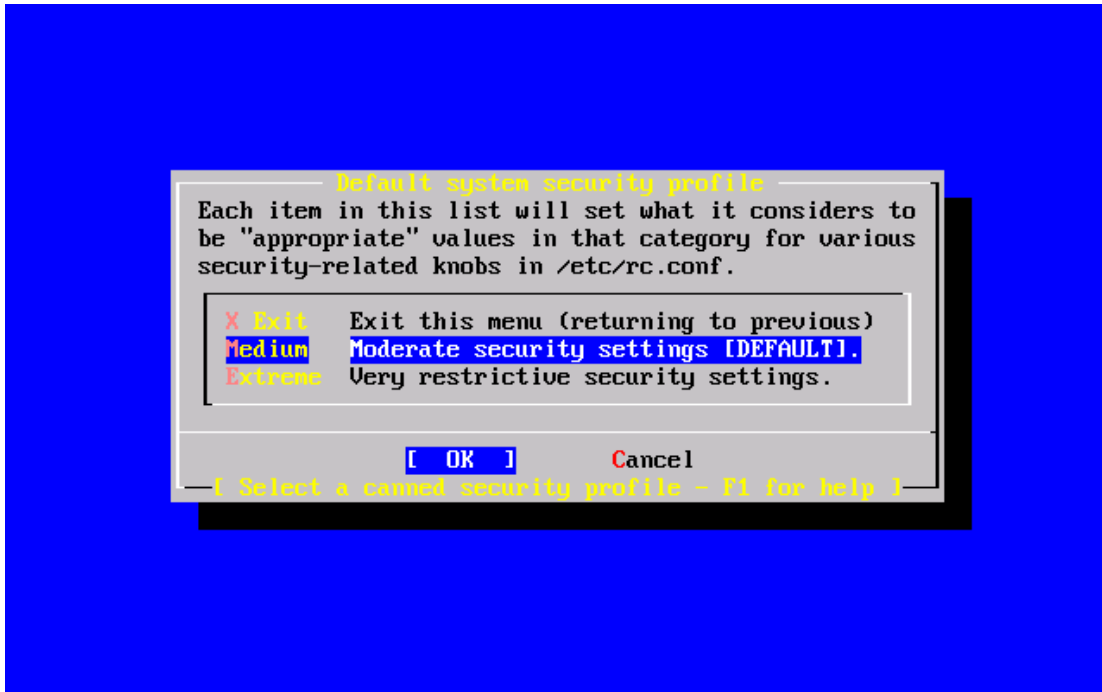 Default system security profile
Each item in this list will set what it considers to
be "appropriate" values in that category for various
security-related knobs in /etc/rc.conf.
X Exit Exit this menu (returning to previous)
Medium Moderate security settings [DEFAULT].
Extreme Very restrictive security settings.
[ OK ] Cancel
[ Select a canned security profile - F1 for help ]